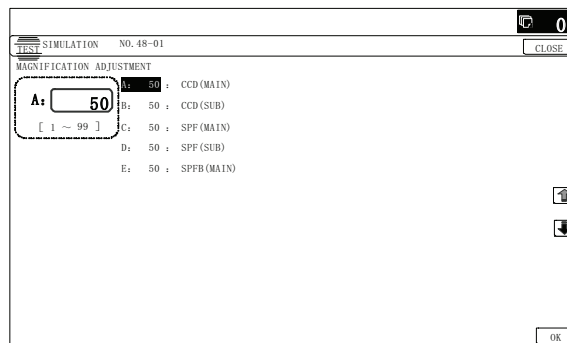 0
TEST SIMULATION NO.48-01
CLOSE
MAGNIFICATION ADJUSTMENT
A: 50
[ 1 ~ 99 ]
A: 50 : CCD(MAIN)
B: 50 : CCD(SUB)
C: 50 : SPF(MAIN)
D: 50 : SPF(SUB)
E: 50 : SPFB(MAIN)
OK